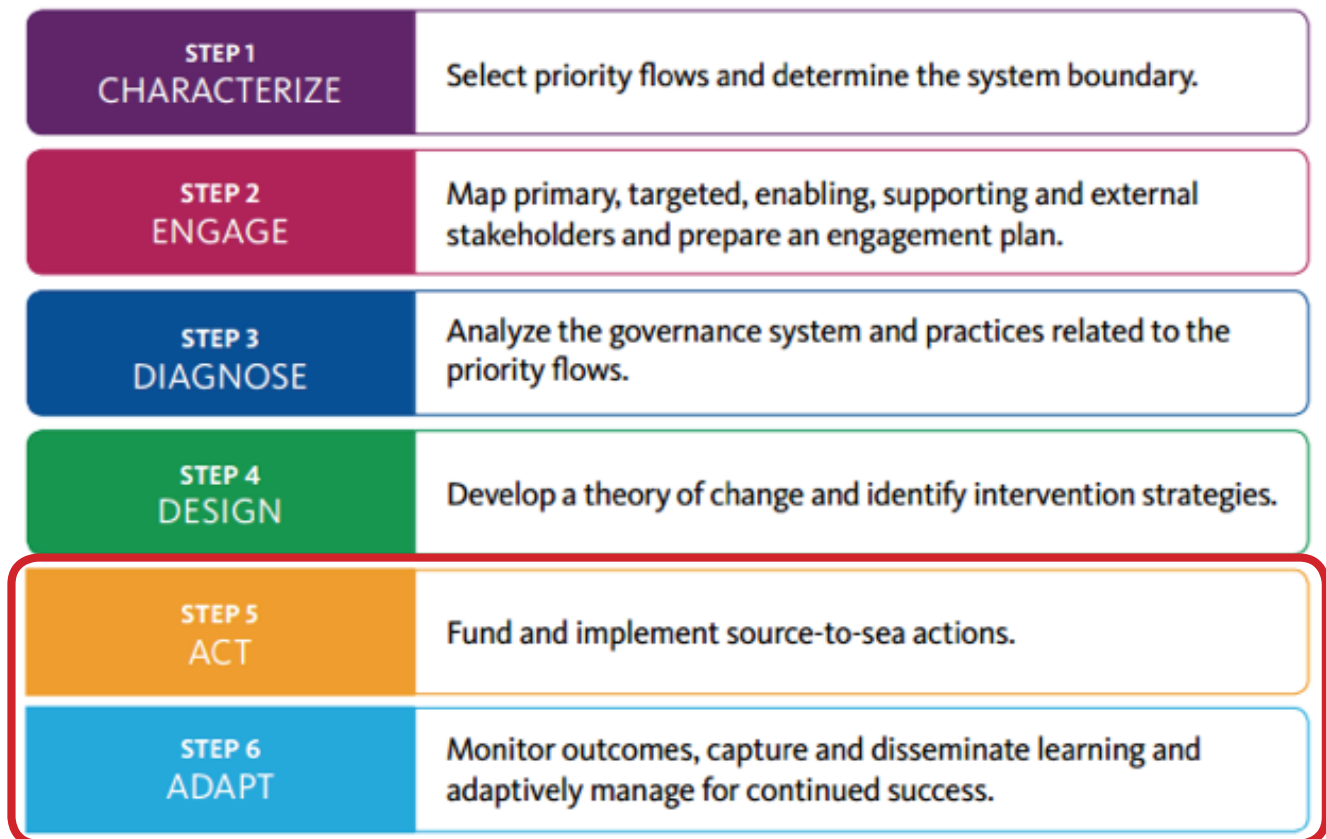 STEP 1
CHARACTERIZE
Select priority flows and determine the system boundary.
STEP 2
ENGAGE
Map primary, targeted, enabling, supporting and external
stakeholders and prepare an engagement plan.
STEP 3
DIAGNOSE
Analyze the governance system and practices related to the
priority flows.
STEP 4
DESIGN
Develop a theory of change and identify intervention strategies.
STEP 5
ACT
Fund and implement source-to-sea actions.
STEP 6
ADAPT
Monitor outcomes, capture and disseminate learning and
adaptively manage for continued success.